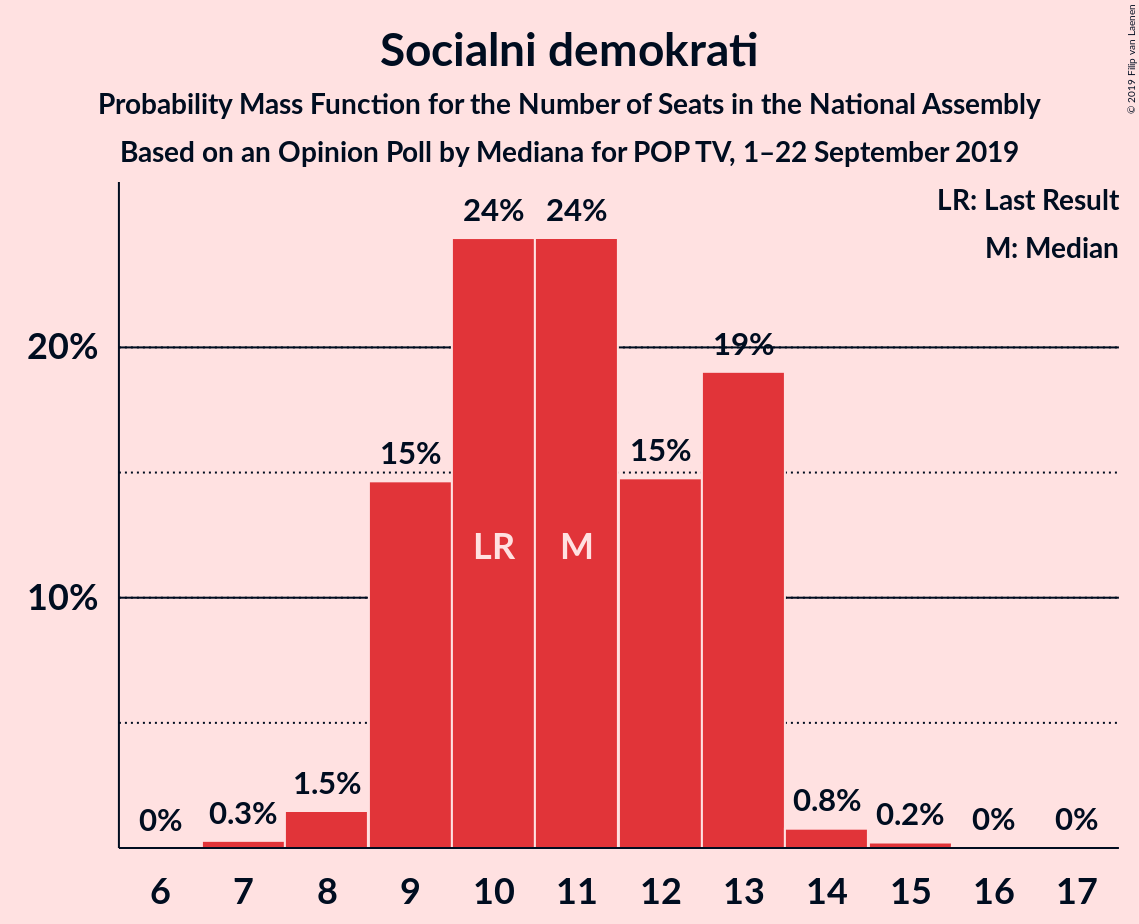 Socialni demokrati
Probability Mass Function for the Number of Seats in the National Assembly
Based on an Opinion Poll by Mediana for POP TV, 1–22 September 2019
© 2019 Filip van Laenen
LR: Last Result
M: Median
24% 24%
20%
19%
15%
15%
LR M
10%
1.5%
0% 0.3% 0.8% 0.2% 0% 0%
6 7 8 9 10 11 12 13 14 15 16 17